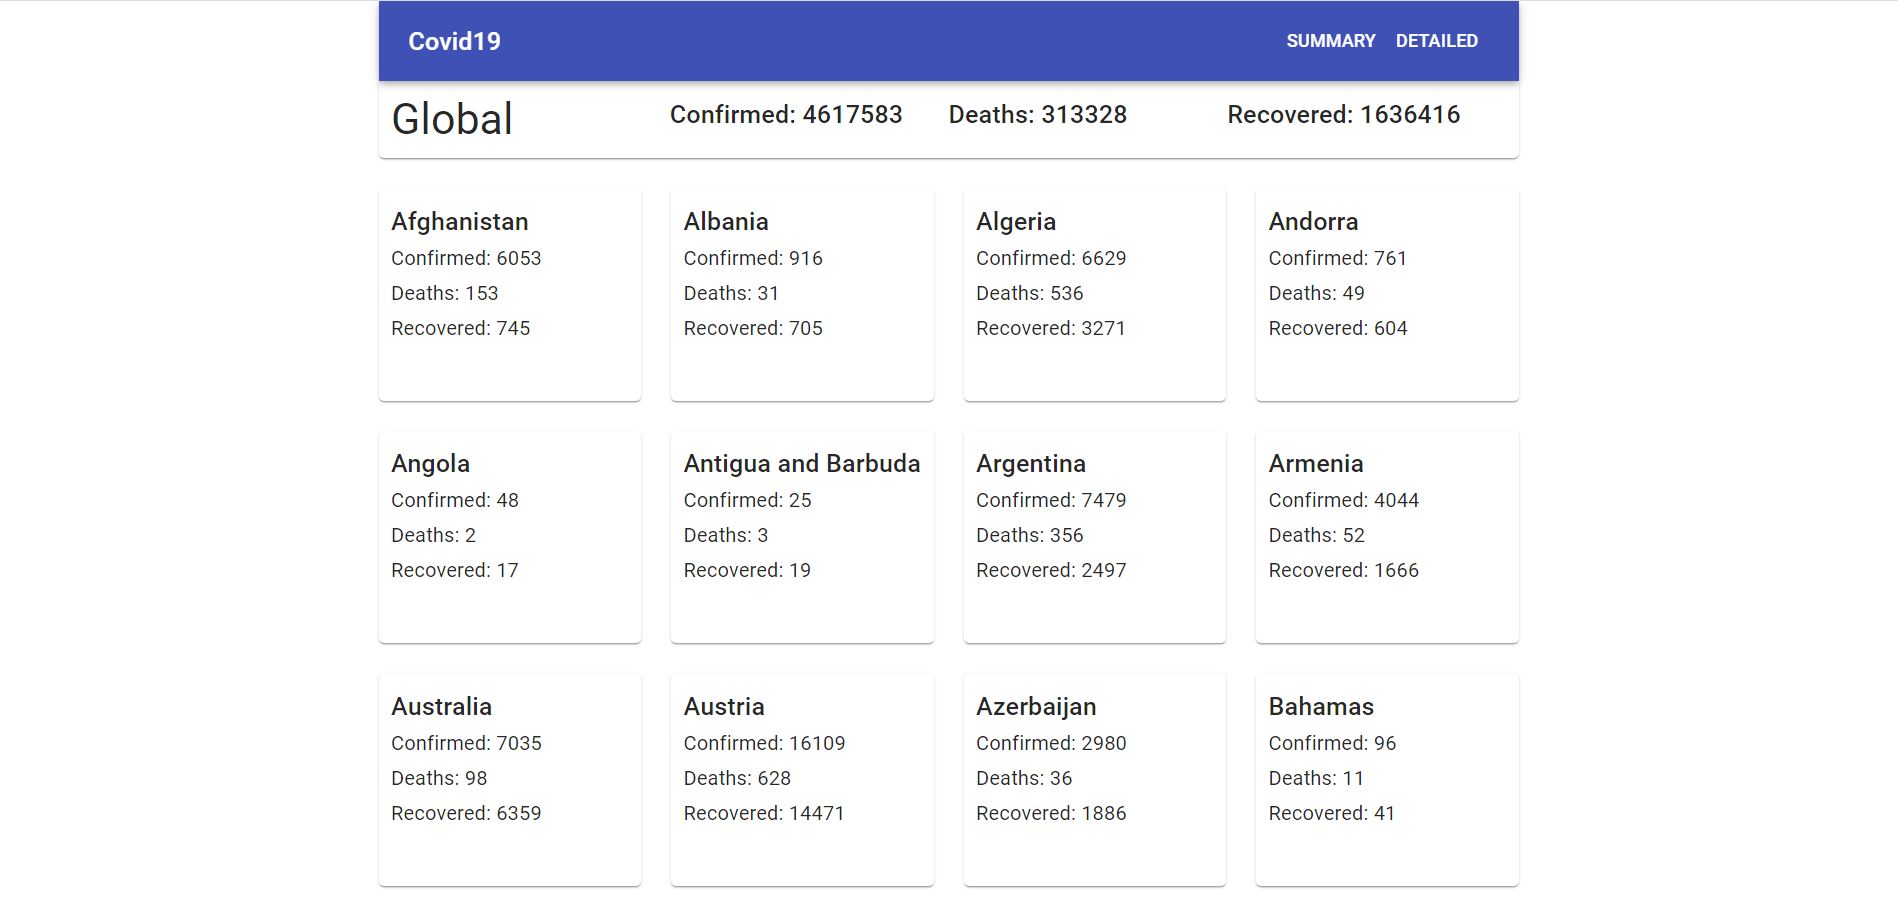 Covid19 SUMMARY DETAILED
Global Confirmed: 4617583 Deaths: 313328 Recovered: 1636416
Afghanistan
Confirmed: 6053
Deaths: 153
Recovered: 745
Albania
Confirmed: 916
Deaths: 31
Recovered: 705
Algeria
Confirmed: 6629
Deaths: 536
Recovered: 3271
Andorra
Confirmed: 761
Deaths: 49
Recovered: 604
Angola
Confirmed: 48
Deaths: 2
Recovered: 17
Antigua and Barbuda
Confirmed: 25
Deaths: 3
Recovered: 19
Argentina
Confirmed: 7479
Deaths: 356
Recovered: 2497
Armenia
Confirmed: 4044
Deaths: 52
Recovered: 1666
Australia
Confirmed: 7035
Deaths: 98
Recovered: 6359
Austria
Confirmed: 16109
Deaths: 628
Recovered: 14471
Azerbaijan
Confirmed: 2980
Deaths: 36
Recovered: 1886
Bahamas
Confirmed: 96
Deaths: 11
Recovered: 41